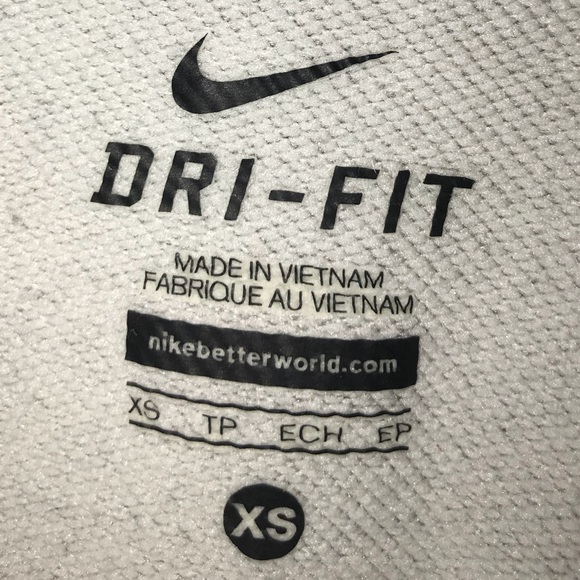 DRI-FIT
MADE IN VIETNAM
FABRIQUE AU VIETNAM
nikebetterworld.com
XS TP ECH EP
XS